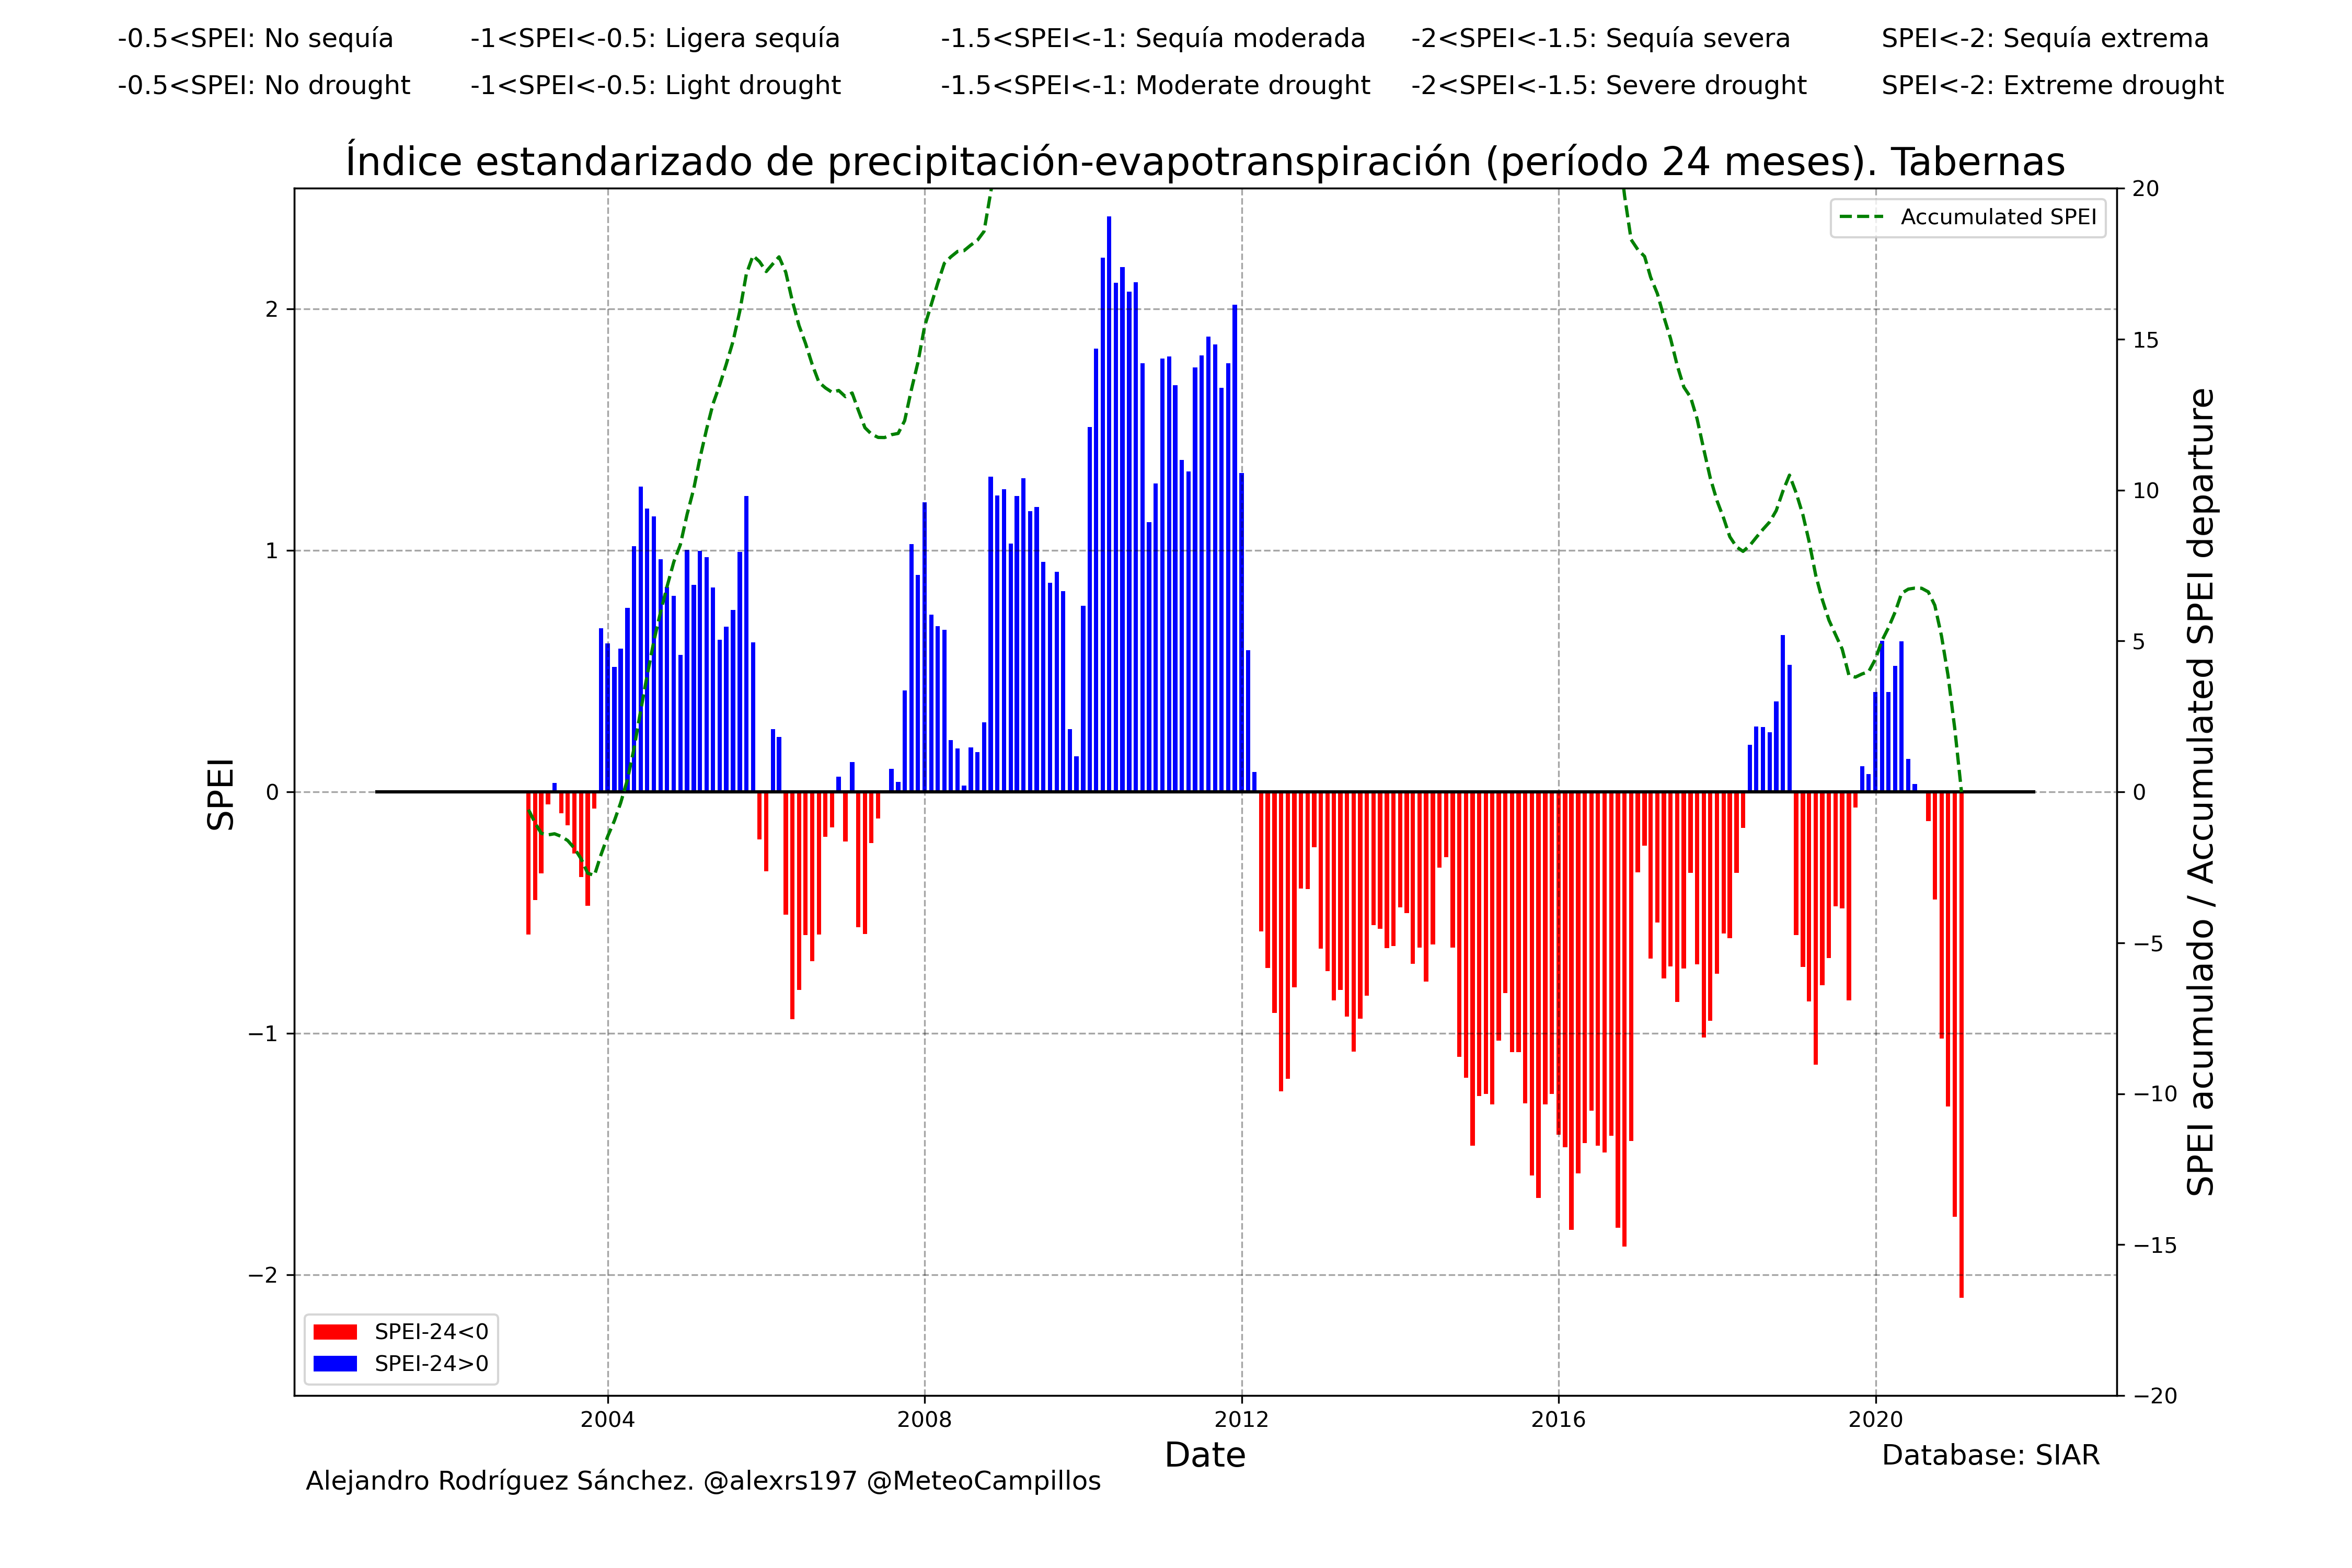 -0.5<SPEI: No sequía
-1<SPEI<-0.5: Ligera sequía
-1.5<SPEI<-1: Sequía moderada
-2<SPEI<-1.5: Sequía severa
SPEI<-2: Sequía extrema
-0.5<SPEI: No drought
-1<SPEI<-0.5: Light drought
-1.5<SPEI<-1: Moderate drought
-2<SPEI<-1.5: Severe drought
SPEI<-2: Extreme drought
Índice estandarizado de precipitación-evapotranspiración (período 24 meses). Tabernas
Accumulated SPEI
SPEI
2
1
0
−1
−2
20
15
10
5
0
−5
−10
−15
−20
SPEI acumulado / Accumulated SPEI departure
SPEI-24<0
SPEI-24>0
2004
2008
2012
2016
2020
Date
Database: SIAR
Alejandro Rodríguez Sánchez. @alexrs197 @MeteoCampillos